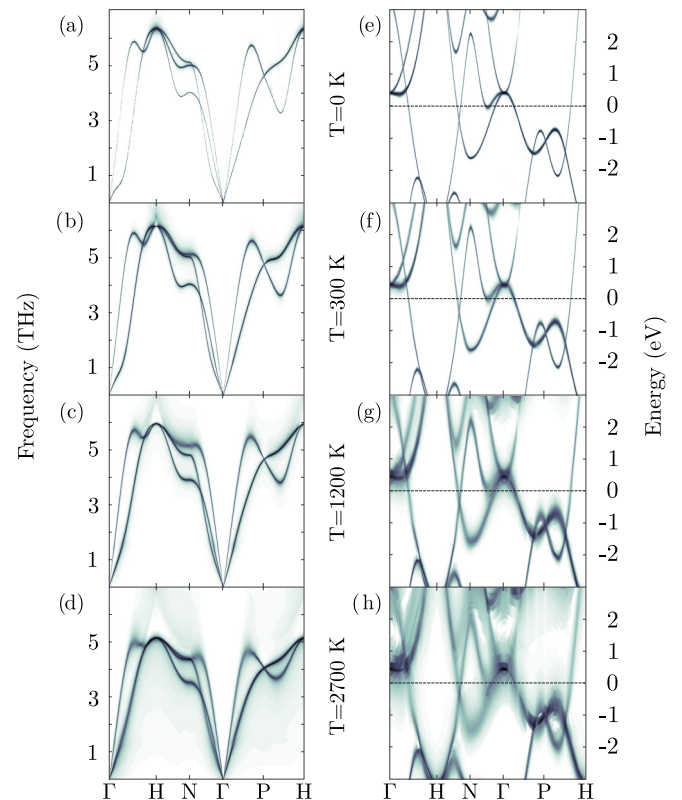 (a)
5
3
1
(b)
5
3
1
(c)
5
3
1
(d)
5
3
1
Γ H N Γ P H
Frequency (THz)
T=0 K
T=300 K
T=1200 K
T=2700 K
(e)
2
1
0
-1
-2
(f)
2
1
0
-1
-2
(g)
2
1
0
-1
-2
(h)
2
1
0
-1
-2
Γ H N Γ P H
Energy (eV)